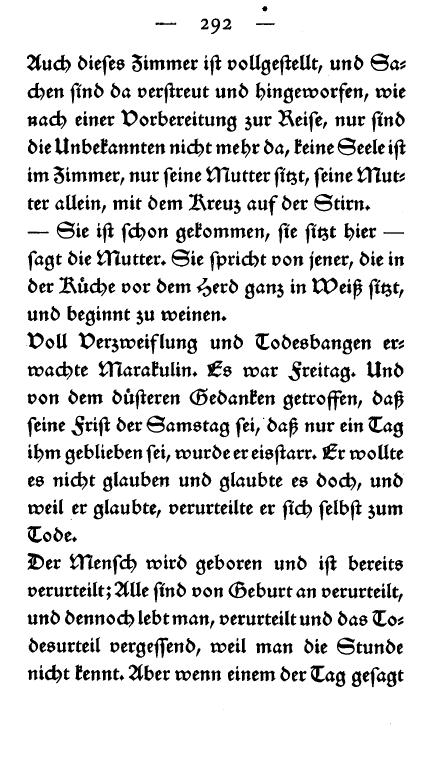 — 292 —
Auch dieses Zimmer ist vollgestellt, und Sa-
chen sind da verstreut und hingeworfen, wie
nach einer Vorbereitung zur Reise, nur sind
die Unbekannten nicht mehr da, keine Seele ist
im Zimmer, nur seine Mutter sitzt, seine Mut-
ter allein, mit dem Kreuz auf der Stirn.
— Sie ist schon gekommen, sie sitzt hier —
sagt die Mutter. Sie spricht von jener, die in
der Küche vor dem Herd ganz in Weiß sitzt,
und beginnt zu weinen.
Voll Verzweiflung und Todesbangen er-
wachte Marakulin. Es war Freitag. Und
von dem düsteren Gedanken getroffen, daß
seine Frist der Samstag sei, daß nur ein Tag
ihm geblieben sei, wurde er eisstarr. Er wollte
es nicht glauben und glaubte es doch, und
weil er glaubte, verurteilte er sich selbst zum
Tode.
Der Mensch wird geboren und ist bereits
verurteilt; Alle sind von Geburt an verurteilt,
und dennoch lebt man, verurteilt und das To-
desurteil vergessend, weil man die Stunde
nicht kennt. Aber wenn einem der Tag gesagt